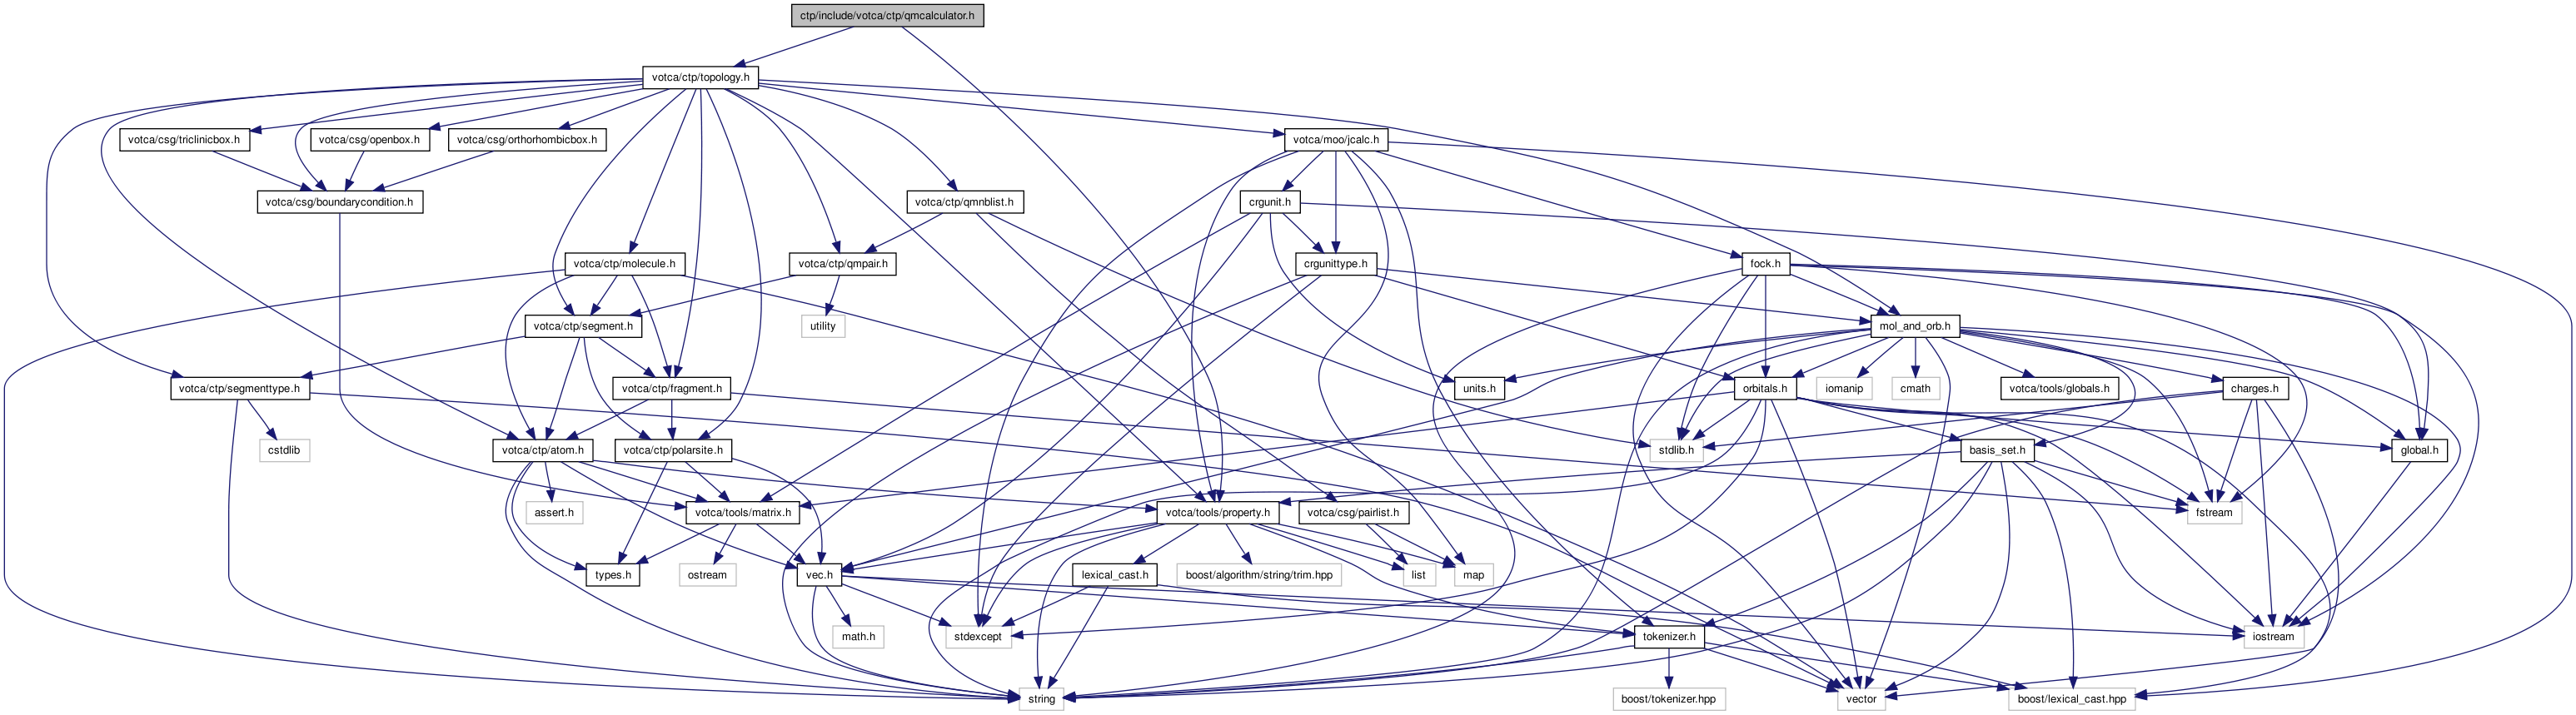 ctp/include/votca/ctp/qmcalculator.h
votca/ctp/topology.h
votca/csg/triclinicbox.h
votca/csg/openbox.h
votca/csg/orthorhombicbox.h
votca/moo/jcalc.h
votca/csg/boundarycondition.h
votca/ctp/qmnblist.h
crgunit.h
votca/ctp/molecule.h
votca/ctp/qmpair.h
crgunittype.h
fock.h
votca/ctp/segment.h
utility
mol_and_orb.h
votca/ctp/segmenttype.h
votca/ctp/fragment.h
units.h
orbitals.h
iomanip
cmath
votca/tools/globals.h
charges.h
cstdlib
votca/ctp/atom.h
votca/ctp/polarsite.h
stdlib.h
basis_set.h
global.h
assert.h
votca/tools/matrix.h
votca/tools/property.h
votca/csg/pairlist.h
fstream
types.h
ostream
vec.h
lexical_cast.h
boost/algorithm/string/trim.hpp
list
map
math.h
stdexcept
tokenizer.h
iostream
string
boost/tokenizer.hpp
vector
boost/lexical_cast.hpp